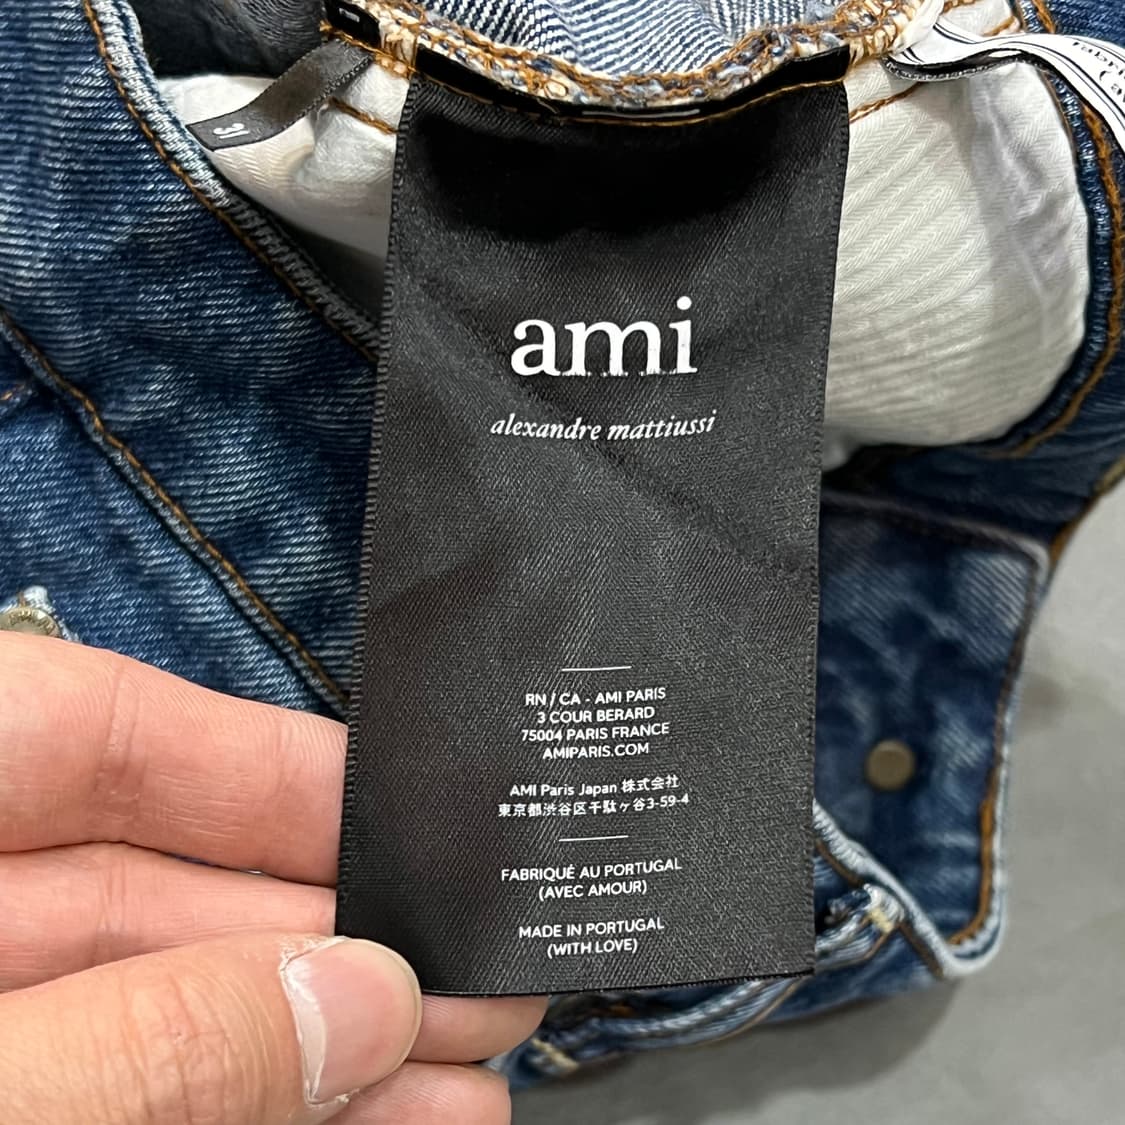 31
ami
alexandre mattiussi
RN / CA - AMI PARIS
3 COUR BERARD
75004 PARIS FRANCE
AMIPARIS.COM
AMI Paris Japan 株式会社
東京都渋谷区千駄ヶ谷3-59-4
FABRIQUÉ AU PORTUGAL
(AVEC AMOUR)
MADE IN PORTUGAL
(WITH LOVE)